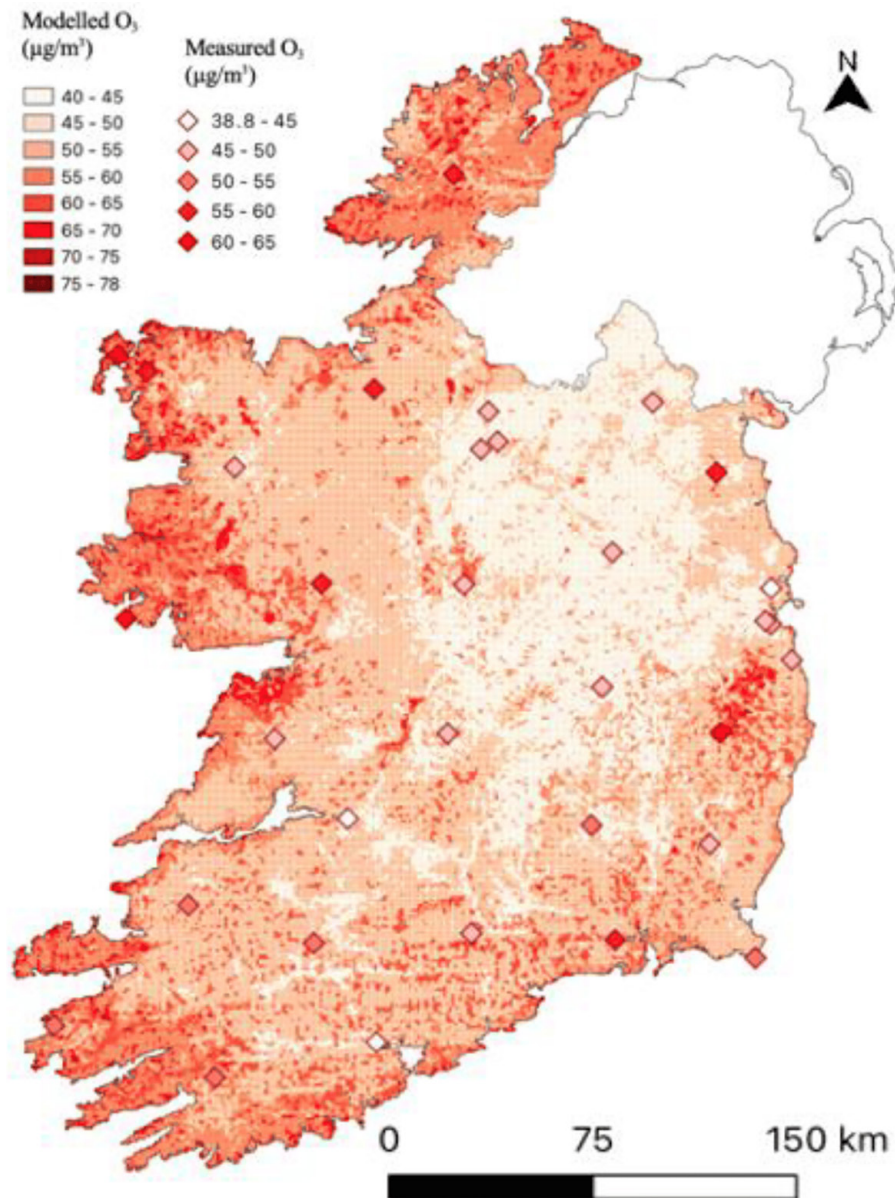 Modelled O₃
(μg/m³)
40 - 45
45 - 50
50 - 55
55 - 60
60 - 65
65 - 70
70 - 75
75 - 78
Measured O₃
(μg/m³)
38.8 - 45
45 - 50
50 - 55
55 - 60
60 - 65
N
0 75 150 km